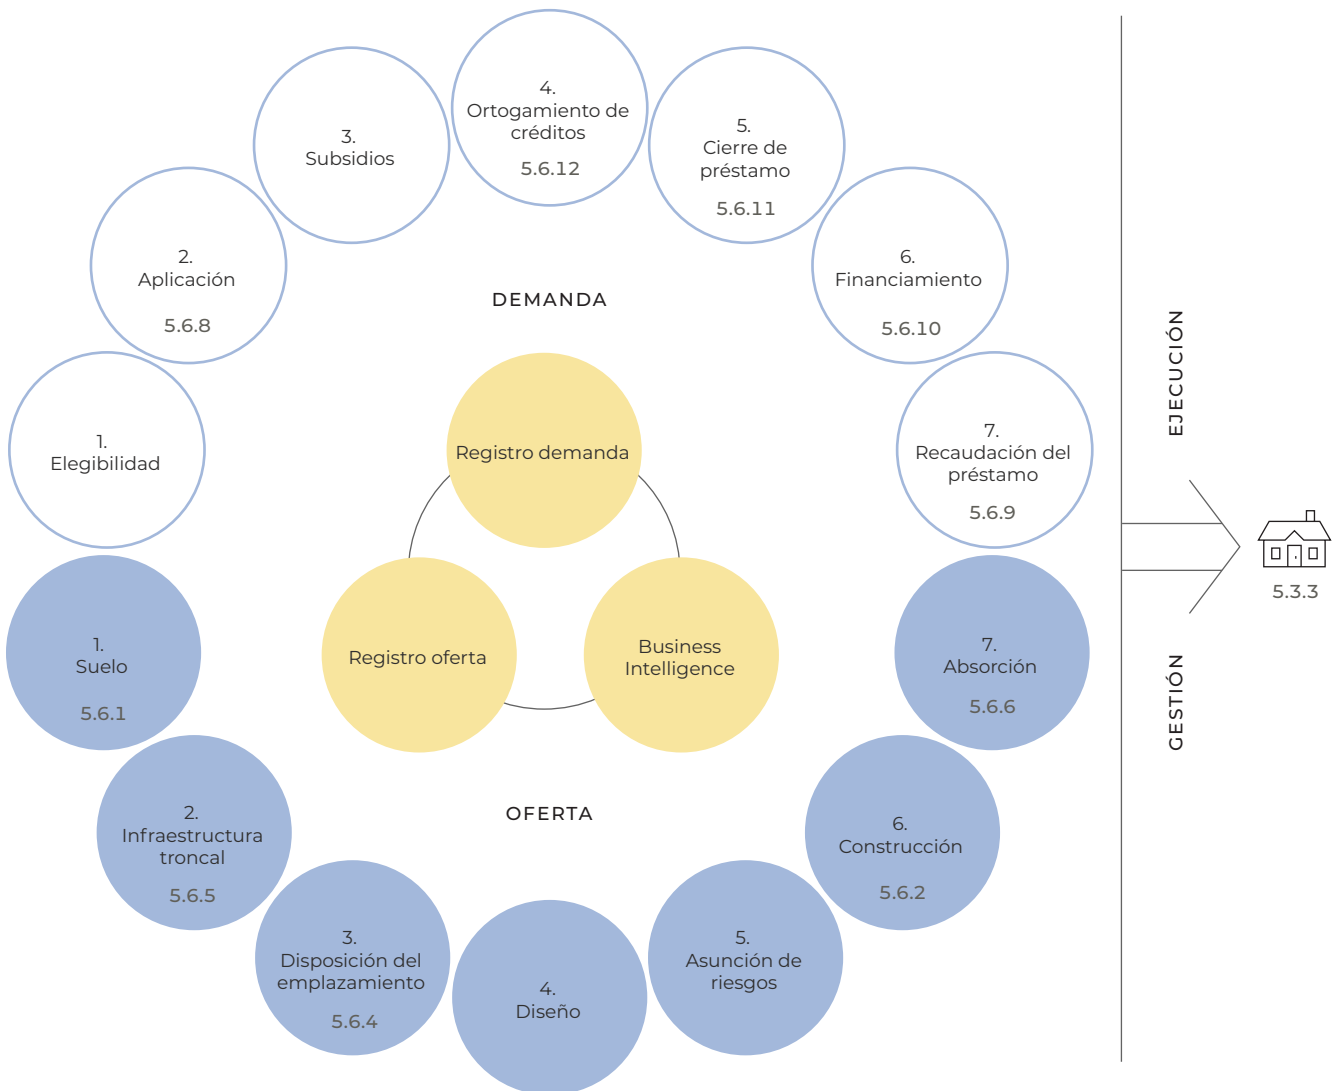 1.
Elegibilidad
2.
Aplicación
5.6.8
3.
Subsidios
4.
Ortogamiento de
créditos
5.6.12
5.
Cierre de
préstamo
5.6.11
6.
Financiamiento
5.6.10
7.
Recaudación del
préstamo
5.6.9
DEMANDA
Registro demanda
Registro oferta
Business
Intelligence
OFERTA
1.
Suelo
5.6.1
2.
Infraestructura
troncal
5.6.5
3.
Disposición del
emplazamiento
5.6.4
4.
Diseño
5.
Asunción de
riesgos
6.
Construcción
5.6.2
7.
Absorción
5.6.6
EJECUCIÓN
GESTIÓN
5.3.3